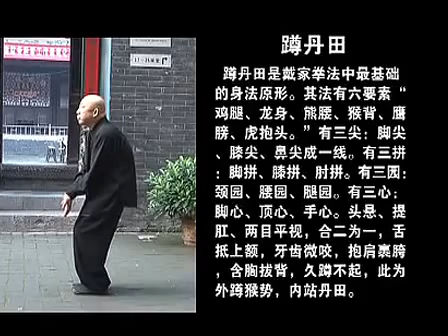 蹲丹田
蹲丹田是戴家拳法中最基础
的身法原形。其法有六要素“
鸡腿、龙身、熊腰、猴背、鹰
膀、虎抱头。”有三尖：脚尖
、膝尖、鼻尖成一线。有三拼
：脚拼、膝拼、肘拼。有三园：
颈园、腰园、腿园。有三心：
脚心、顶心、手心。头悬、提
肛、两目平视，合二为一，舌
抵上额，牙齿微咬，抱肩裹胯
，含胸拔背，久蹲不起，此为
外蹲猴势，内站丹田。